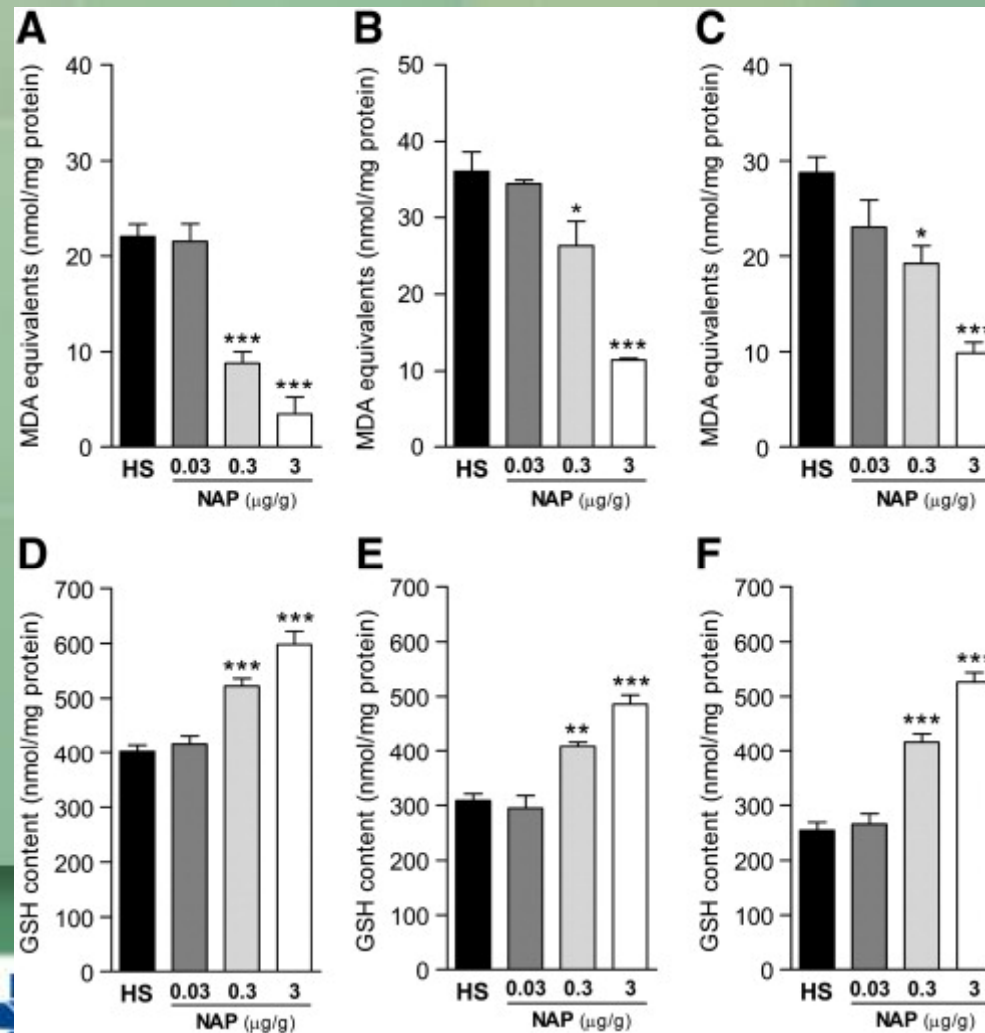 A
MDA equivalents (nmol/mg protein)
40
30
20
10
0
***
***
HS 0.03 0.3 3
NAP (µg/g)
B
MDA equivalents (nmol/mg protein)
50
40
30
20
10
0
*
***
HS 0.03 0.3 3
NAP (µg/g)
C
MDA equivalents (nmol/mg protein)
40
30
20
10
0
*
***
HS 0.03 0.3 3
NAP (µg/g)
D
GSH content (nmol/mg protein)
700
600
500
400
300
200
100
0
***
***
HS 0.03 0.3 3
NAP (µg/g)
E
GSH content (nmol/mg protein)
700
600
500
400
300
200
100
0
**
***
HS 0.03 0.3 3
NAP (µg/g)
F
GSH content (nmol/mg protein)
700
600
500
400
300
200
100
0
***
***
HS 0.03 0.3 3
NAP (µg/g)